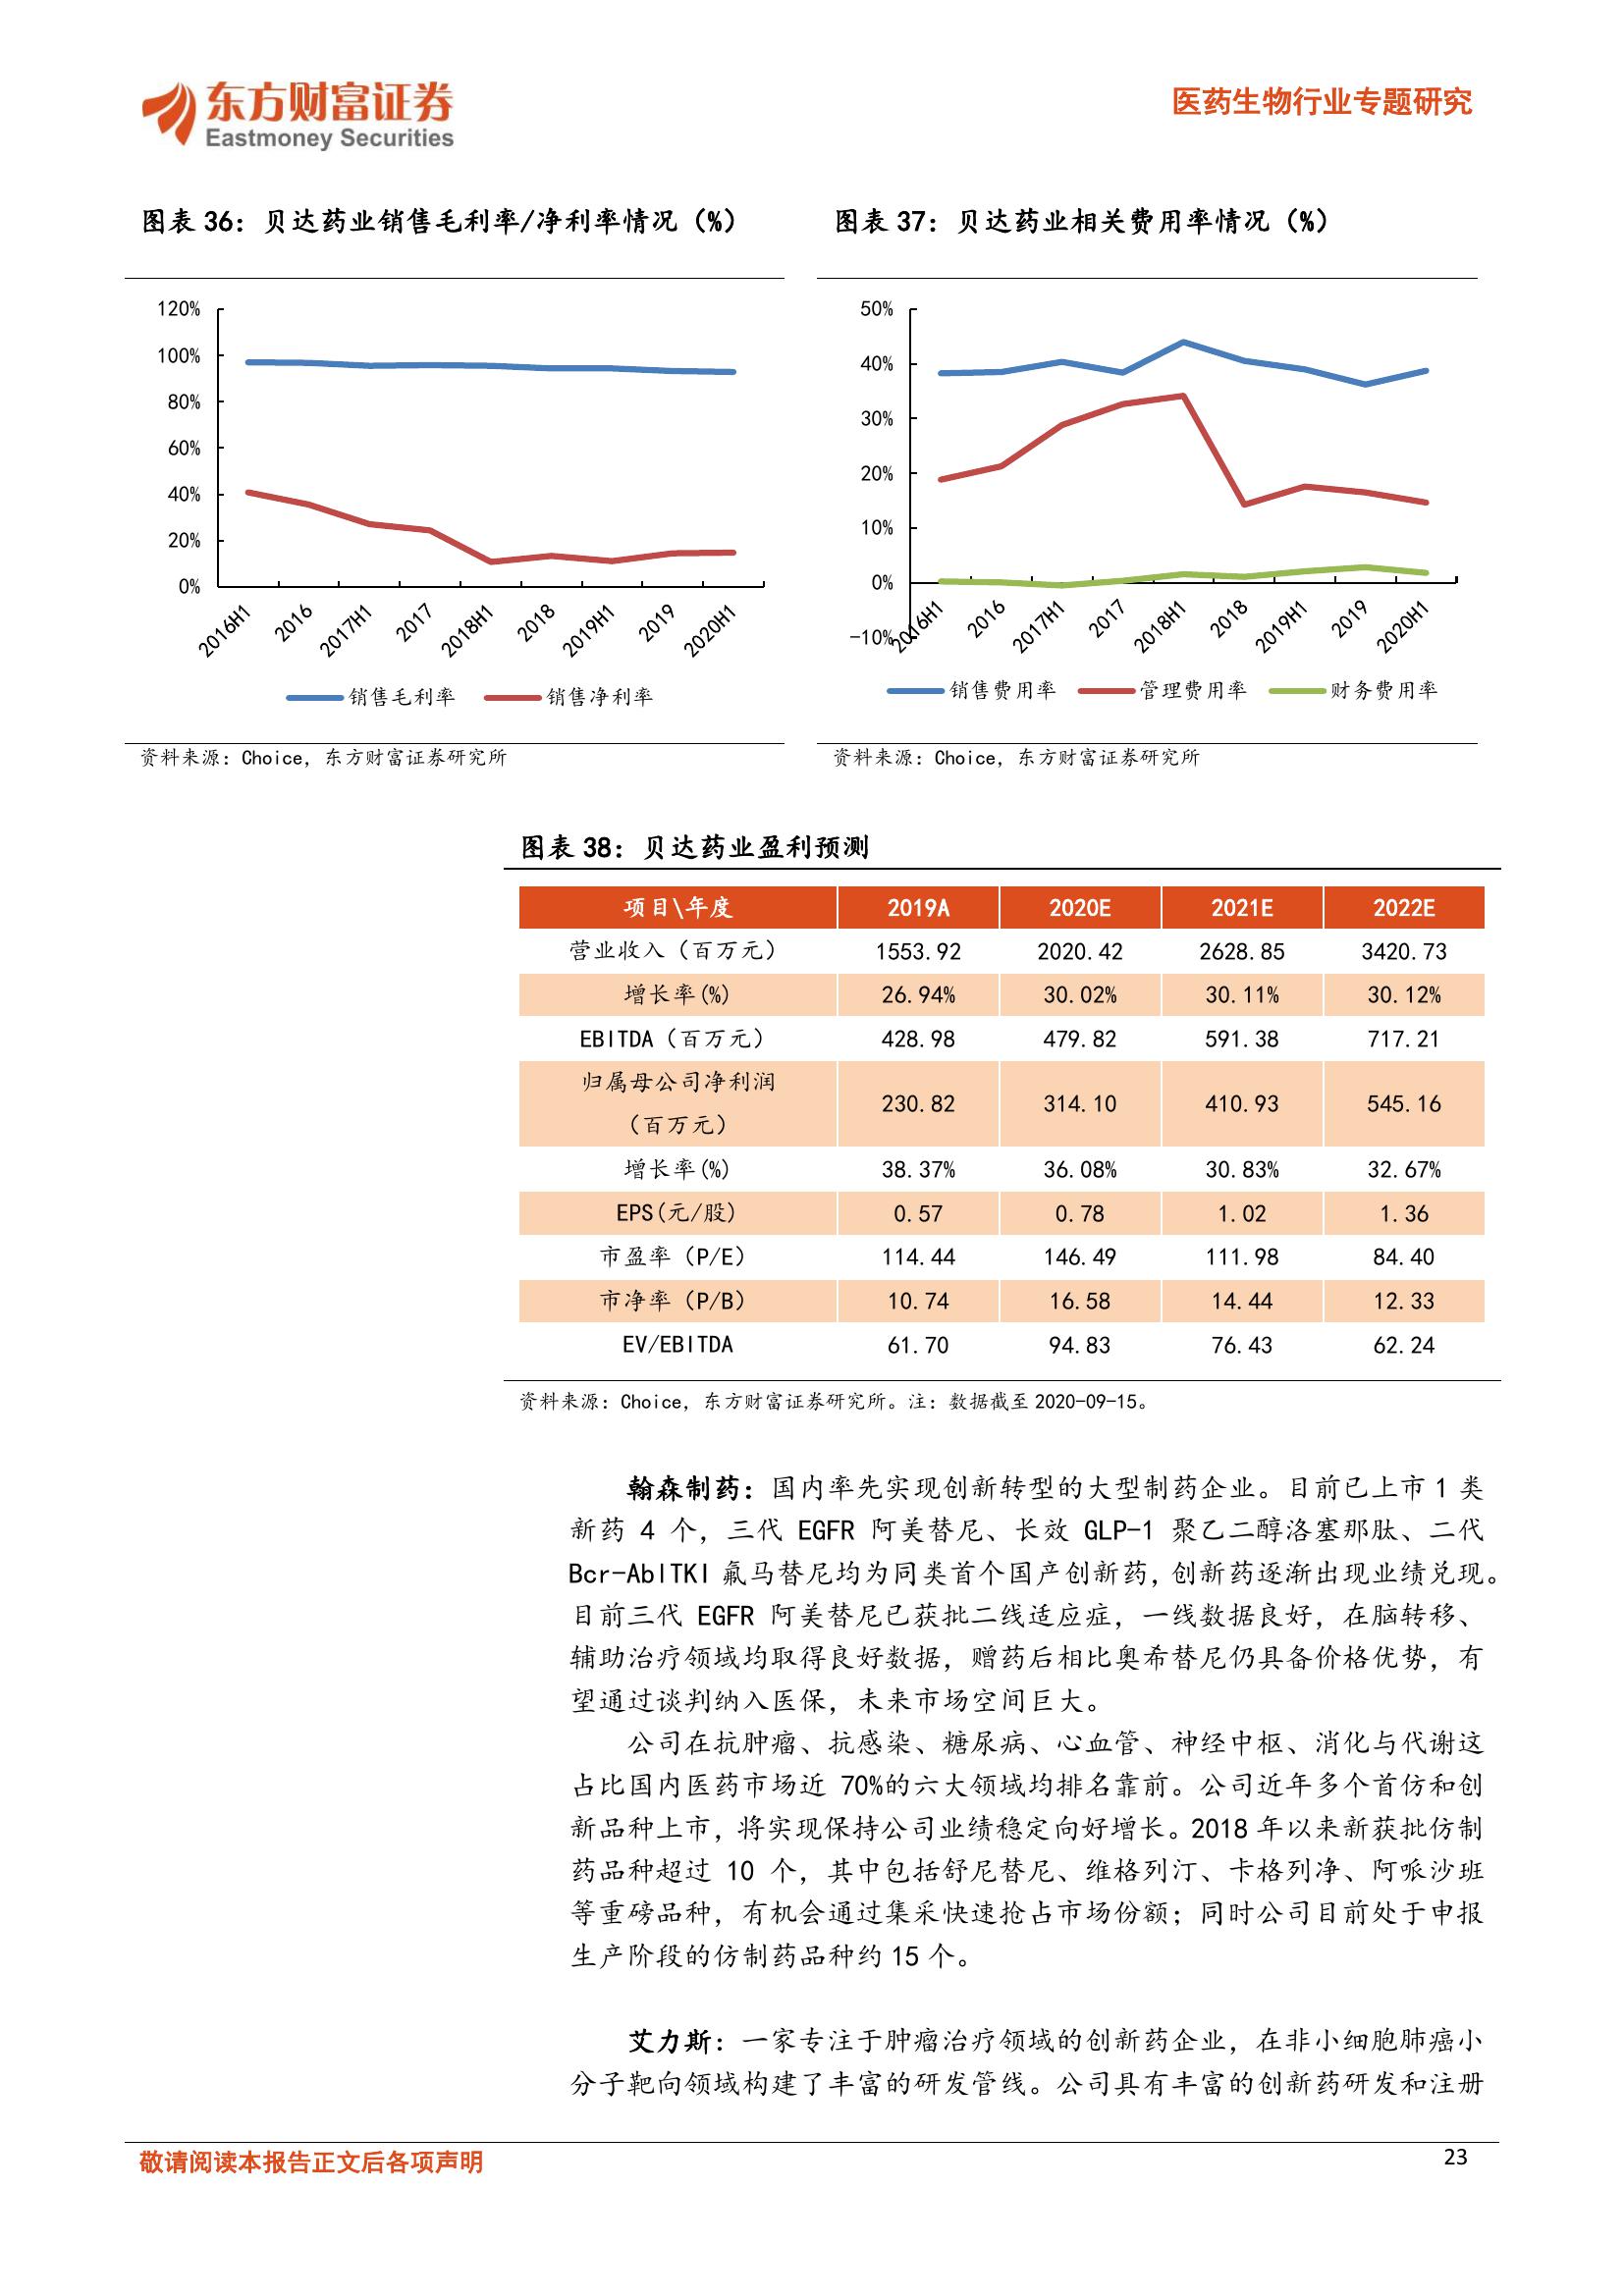 东方财富证券
Eastmoney Securities
医药生物行业专题研究
图表 36：贝达药业销售毛利率/净利率情况（%）
120%
100%
80%
60%
40%
20%
0%
2016H1
2016
2017H1
2017
2018H1
2018
2019H1
2019
2020H1
销售毛利率 销售净利率
资料来源：Choice，东方财富证券研究所
图表 37：贝达药业相关费用率情况（%）
50%
40%
30%
20%
10%
0%
-10%
2016H1
2016
2017H1
2017
2018H1
2018
2019H1
2019
2020H1
销售费用率 管理费用率 财务费用率
资料来源：Choice，东方财富证券研究所
图表 38：贝达药业盈利预测
项目\年度 2019A 2020E 2021E 2022E
营业收入（百万元） 1553.92 2020.42 2628.85 3420.73
增长率(%) 26.94% 30.02% 30.11% 30.12%
EBITDA（百万元） 428.98 479.82 591.38 717.21
归属母公司净利润
（百万元） 230.82 314.10 410.93 545.16
增长率(%) 38.37% 36.08% 30.83% 32.67%
EPS(元/股) 0.57 0.78 1.02 1.36
市盈率（P/E） 114.44 146.49 111.98 84.40
市净率（P/B） 10.74 16.58 14.44 12.33
EV/EBITDA 61.70 94.83 76.43 62.24
资料来源：Choice，东方财富证券研究所。注：数据截至 2020-09-15。
翰森制药：国内率先实现创新转型的大型制药企业。目前已上市 1 类
新药 4 个，三代 EGFR 阿美替尼、长效 GLP-1 聚乙二醇洛塞那肽、二代
Bcr-AblTKI 氟马替尼均为同类首个国产创新药，创新药逐渐出现业绩兑现。
目前三代 EGFR 阿美替尼已获批二线适应症，一线数据良好，在脑转移、
辅助治疗领域均取得良好数据，赠药后相比奥希替尼仍具备价格优势，有
望通过谈判纳入医保，未来市场空间巨大。
公司在抗肿瘤、抗感染、糖尿病、心血管、神经中枢、消化与代谢这
占比国内医药市场近 70%的六大领域均排名靠前。公司近年多个首仿和创
新品种上市，将实现保持公司业绩稳定向好增长。2018 年以来新获批仿制
药品种超过 10 个，其中包括舒尼替尼、维格列汀、卡格列净、阿哌沙班
等重磅品种，有机会通过集采快速抢占市场份额；同时公司目前处于申报
生产阶段的仿制药品种约 15 个。
艾力斯：一家专注于肿瘤治疗领域的创新药企业，在非小细胞肺癌小
分子靶向领域构建了丰富的研发管线。公司具有丰富的创新药研发和注册
敬请阅读本报告正文后各项声明
23